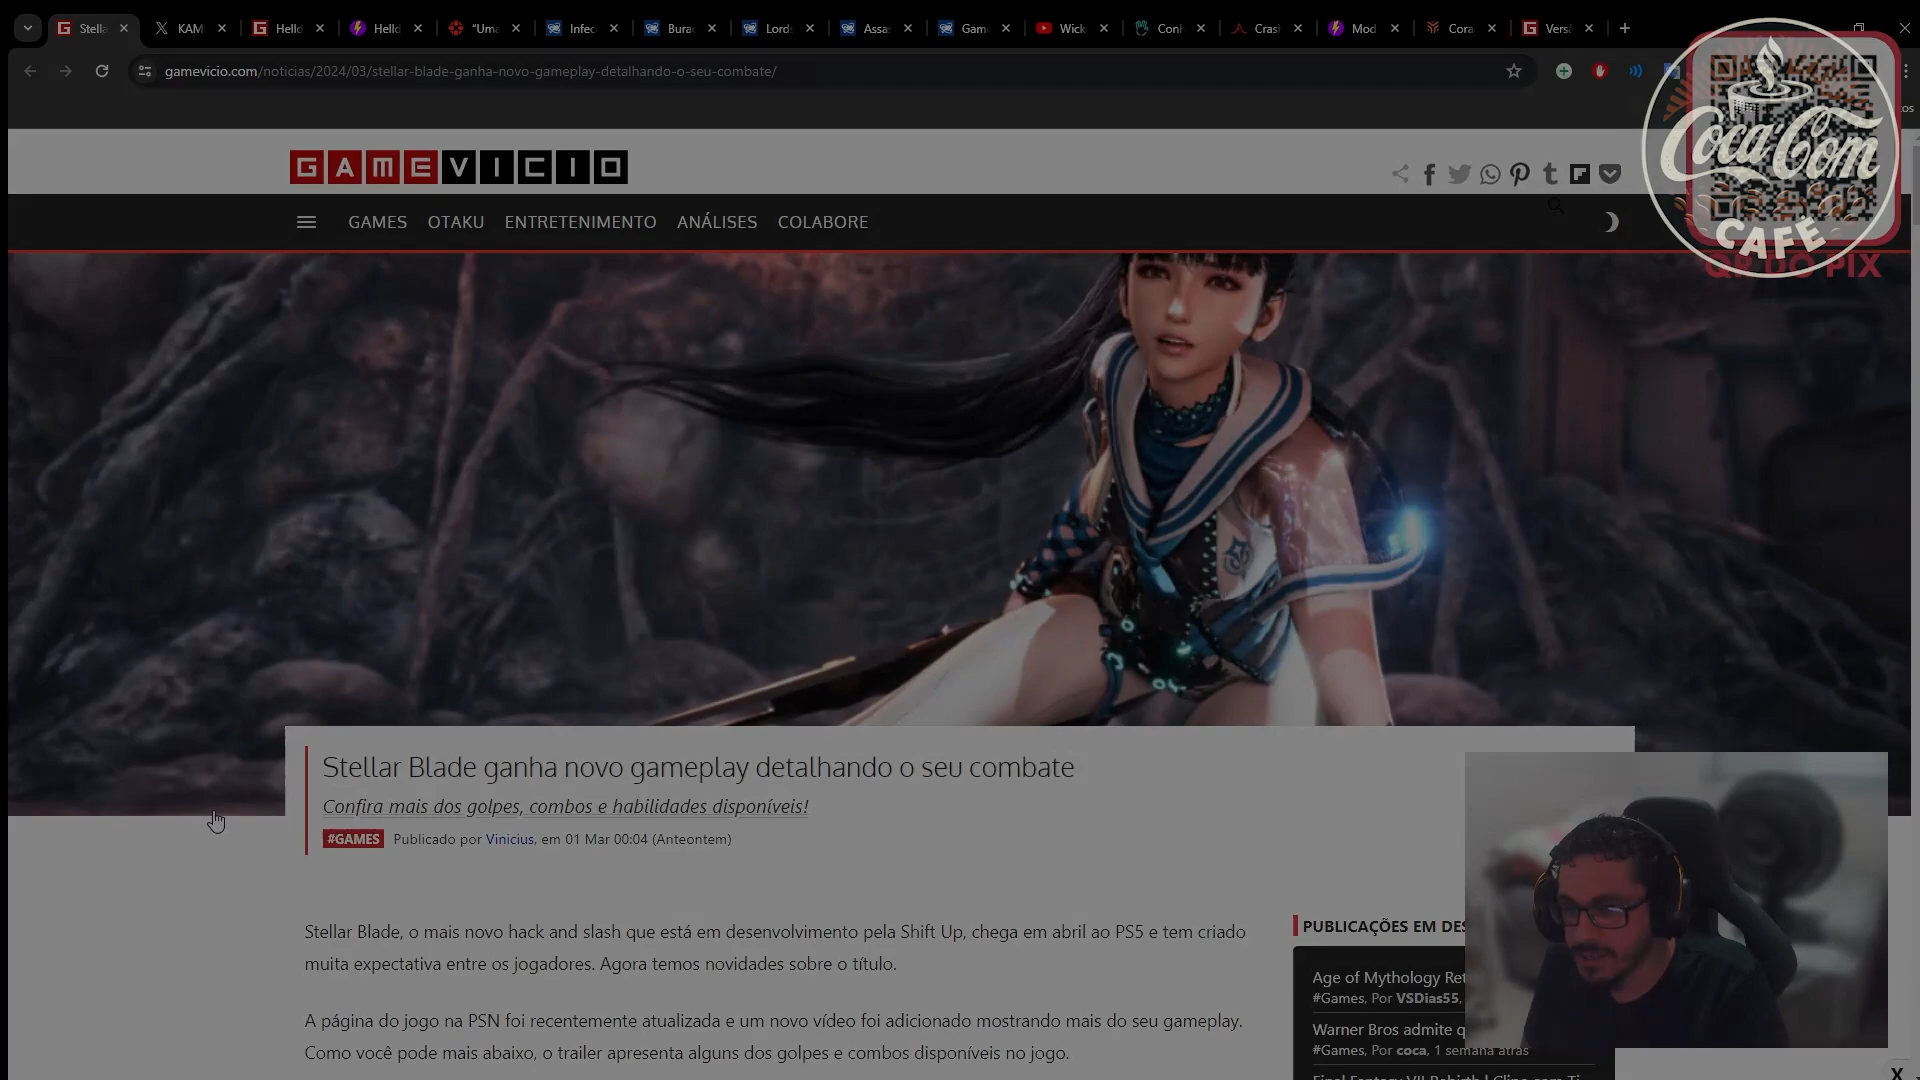 Stella
KAM
Helld
Helld
"Uma
Infec
Burac
Lords
Assa
Gam
Wick
Con
Crasl
Mod
Cora
Versã
gamevicio.com/noticias/2024/03/stellar-blade-ganha-novo-gameplay-detalhando-o-seu-combate/
GAMEVICIO
GAMES OTAKU ENTRETENIMENTO ANÁLISES COLABORE
Coca'Com
CAFÉ
QR DO PIX
Stellar Blade ganha novo gameplay detalhando o seu combate
Confira mais dos golpes, combos e habilidades disponíveis!
#GAMES Publicado por Vinicius, em 01 Mar 00:04 (Anteontem)
Stellar Blade, o mais novo hack and slash que está em desenvolvimento pela Shift Up, chega em abril ao PS5 e tem criado
muita expectativa entre os jogadores. Agora temos novidades sobre o título.
A página do jogo na PSN foi recentemente atualizada e um novo vídeo foi adicionado mostrando mais do seu gameplay.
Como você pode mais abaixo, o trailer apresenta alguns dos golpes e combos disponíveis no jogo.
PUBLICAÇÕES EM DES
Age of Mythology Ret
#Games, Por VSDias55,
Warner Bros admite q
#Games, Por coca, 1 semana atrás
X